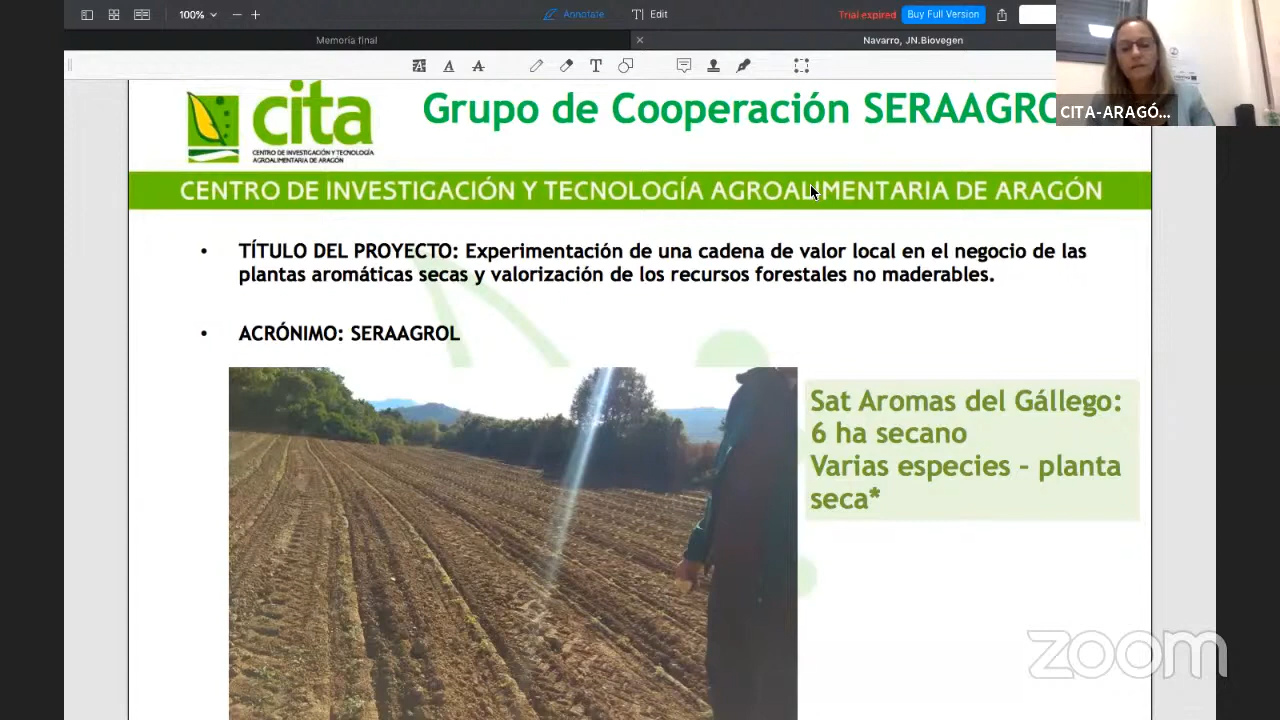 100%
Annotate
Edit
Trial expired
Buy Full Version
Memoría final
Navarro, JN.Biovegen
CITA-ARAGÓ...
cita
CENTRO DE INVESTIGACIÓN Y TECNOLOGÍA
AGROALIMENTARIA DE ARAGÓN
Grupo de Cooperación SERAAGRO
CENTRO DE INVESTIGACIÓN Y TECNOLOGÍA AGROALIMENTARIA DE ARAGÓN
• TÍTULO DEL PROYECTO: Experimentación de una cadena de valor local en el negocio de las
plantas aromáticas secas y valorización de los recursos forestales no maderables.
• ACRÓNIMO: SERAAGROL
Sat Aromas del Gállego:
6 ha secano
Varias especies - planta
seca*
zoom